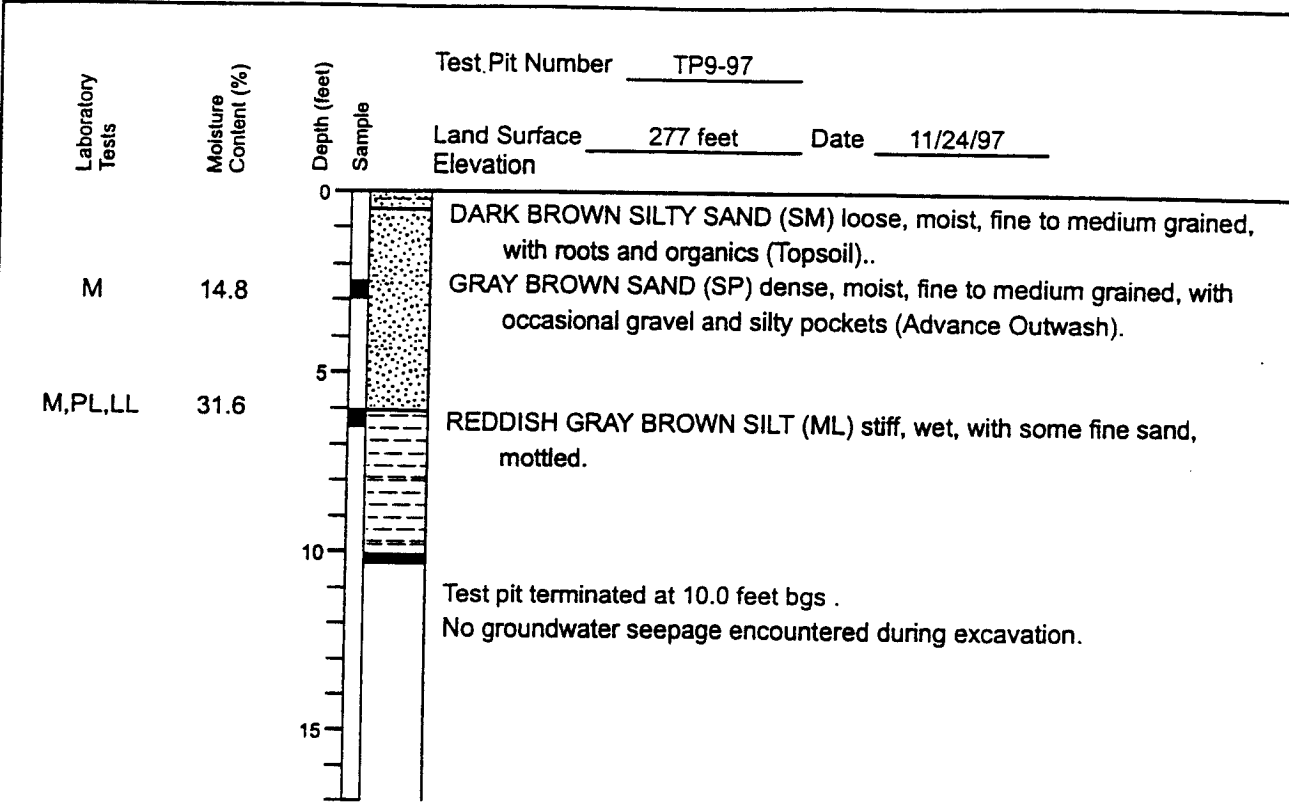 Test Pit Number TP9-97
Laboratory
Tests
Moisture
Content (%)
Depth (feet)
Sample
Land Surface 277 feet Date 11/24/97
Elevation
0
DARK BROWN SILTY SAND (SM) loose, moist, fine to medium grained,
with roots and organics (Topsoil)..
M 14.8
GRAY BROWN SAND (SP) dense, moist, fine to medium grained, with
occasional gravel and silty pockets (Advance Outwash).
5
M,PL,LL 31.6
REDDISH GRAY BROWN SILT (ML) stiff, wet, with some fine sand,
mottled.
10
Test pit terminated at 10.0 feet bgs .
No groundwater seepage encountered during excavation.
15